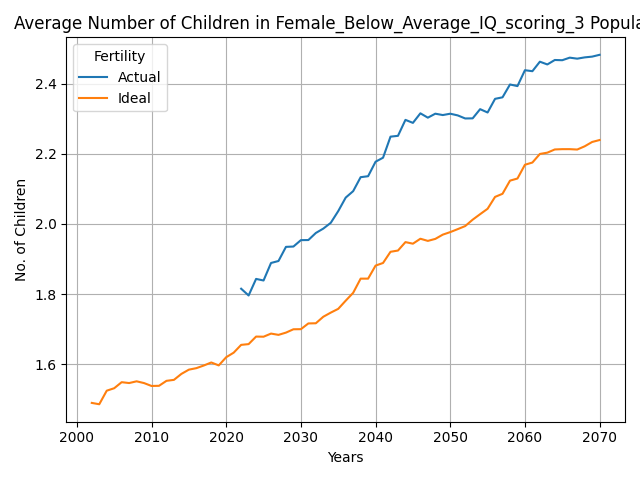 Average Number of Children in Female_Below_Average_IQ_scoring_3 Popula
Fertility
Actual
Ideal
No. of Children
2.4
2.2
2.0
1.8
1.6
2000 2010 2020 2030 2040 2050 2060 2070
Years